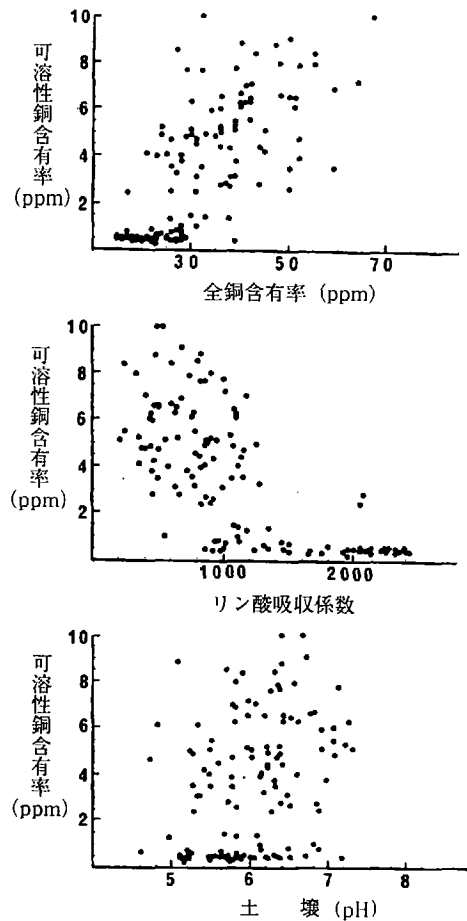 可溶性銅含有率
(ppm)
10
8
6
4
2
30
50
70
全銅含有率 (ppm)
可溶性銅含有率
(ppm)
10
8
6
4
2
1000
2000
リン酸吸収係数
可溶性銅含有率
(ppm)
10
8
6
4
2
5
6
7
8
土 壌 (pH)